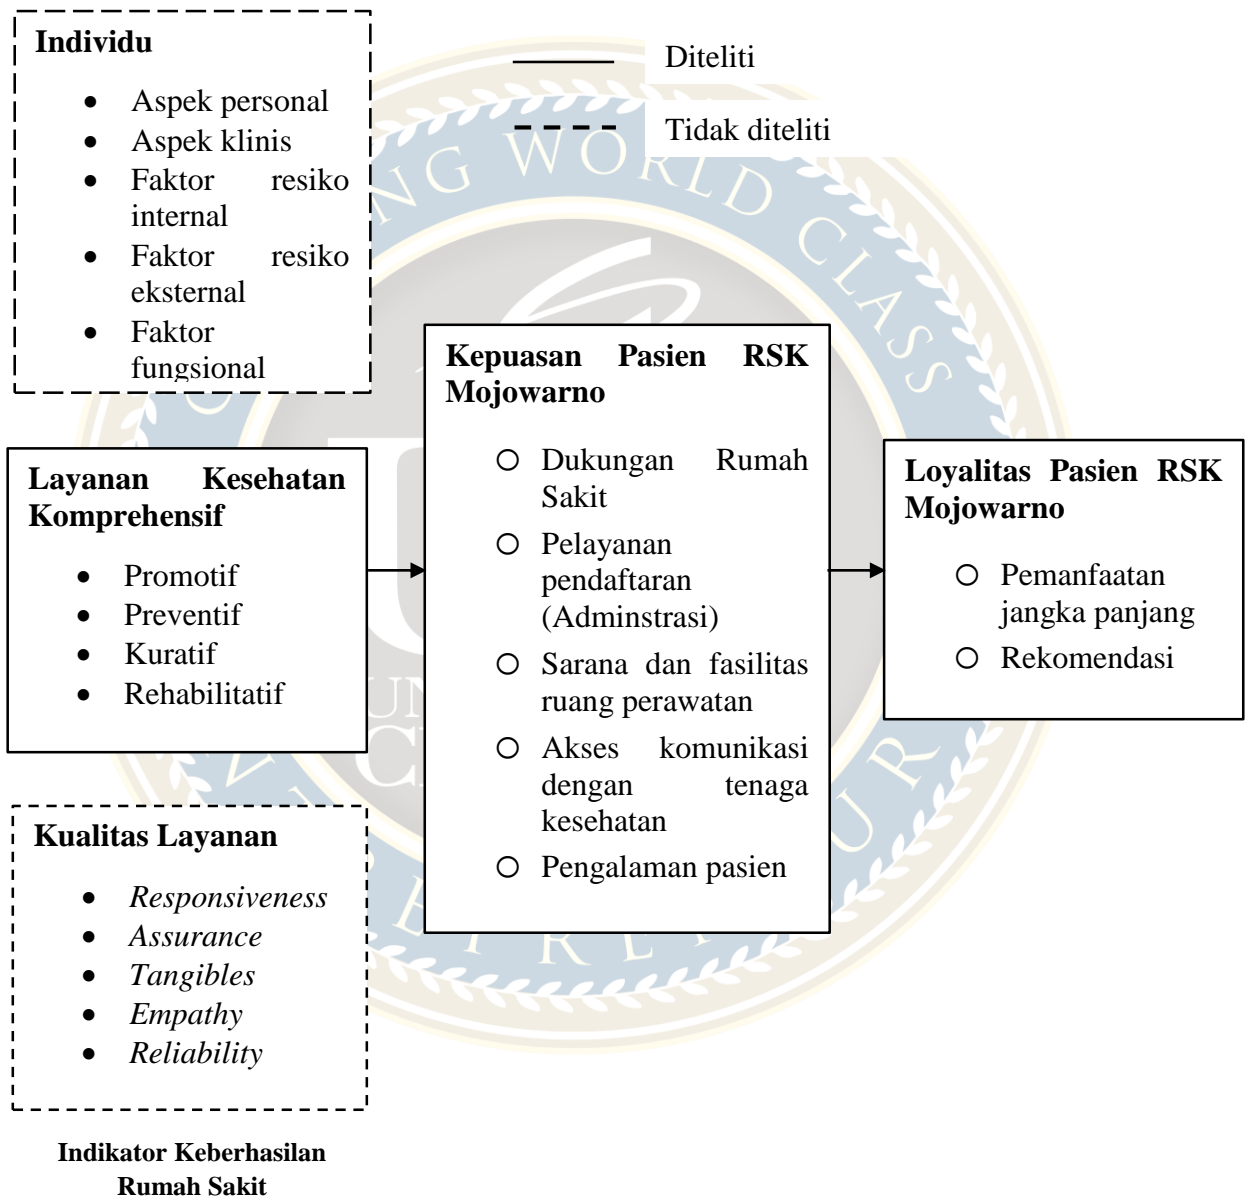 Individu
• Aspek personal
• Aspek klinis
• Faktor resiko
internal
• Faktor resiko
eksternal
• Faktor
fungsional
Diteliti
Tidak diteliti
Layanan Kesehatan
Komprehensif
• Promotif
• Preventif
• Kuratif
• Rehabilitatif
Kualitas Layanan
• Responsiveness
• Assurance
• Tangibles
• Empathy
• Reliability
Indikator Keberhasilan
Rumah Sakit
Kepuasan Pasien RSK
Mojowarno
○ Dukungan Rumah
Sakit
○ Pelayanan
pendaftaran
(Adminstrasi)
○ Sarana dan fasilitas
ruang perawatan
○ Akses komunikasi
dengan tenaga
kesehatan
○ Pengalaman pasien
Loyalitas Pasien RSK
Mojowarno
○ Pemanfaatan
jangka panjang
○ Rekomendasi
WORLD CLASS